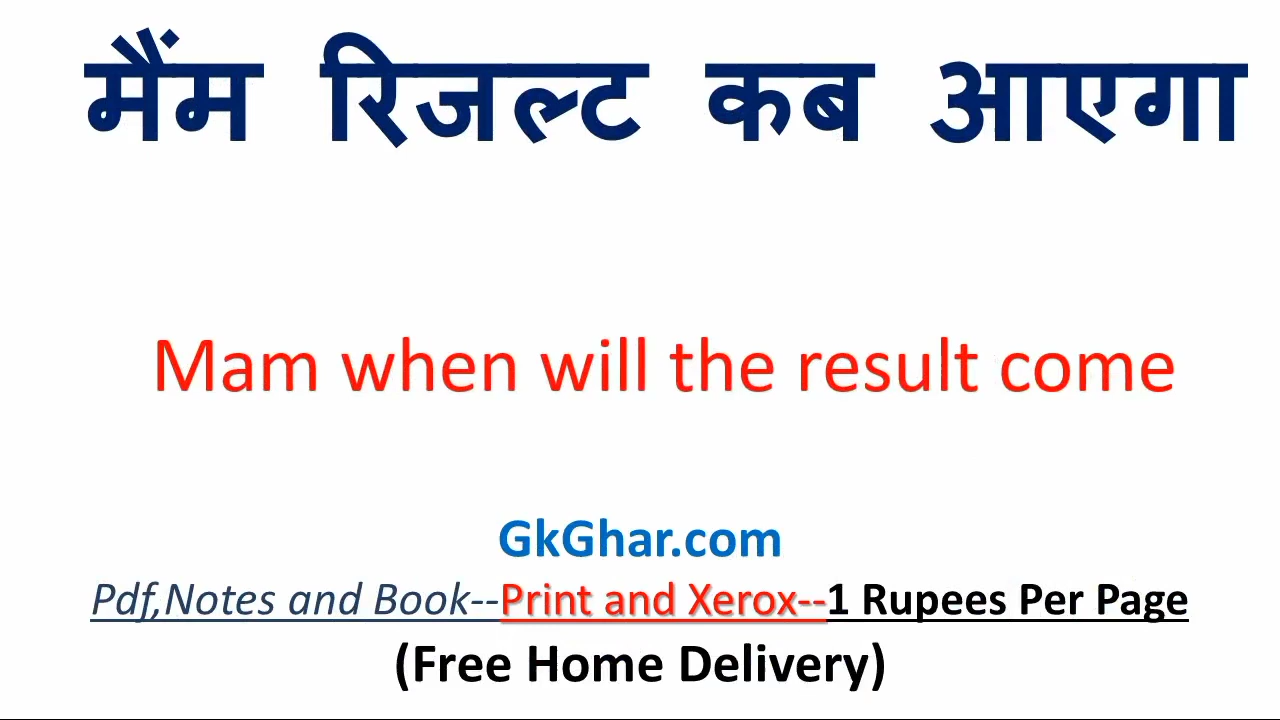 मैंम रिजल्ट कब आएगा
Mam when will the result come
GkGhar.com
Pdf,Notes and Book--Print and Xerox--1 Rupees Per Page
(Free Home Delivery)